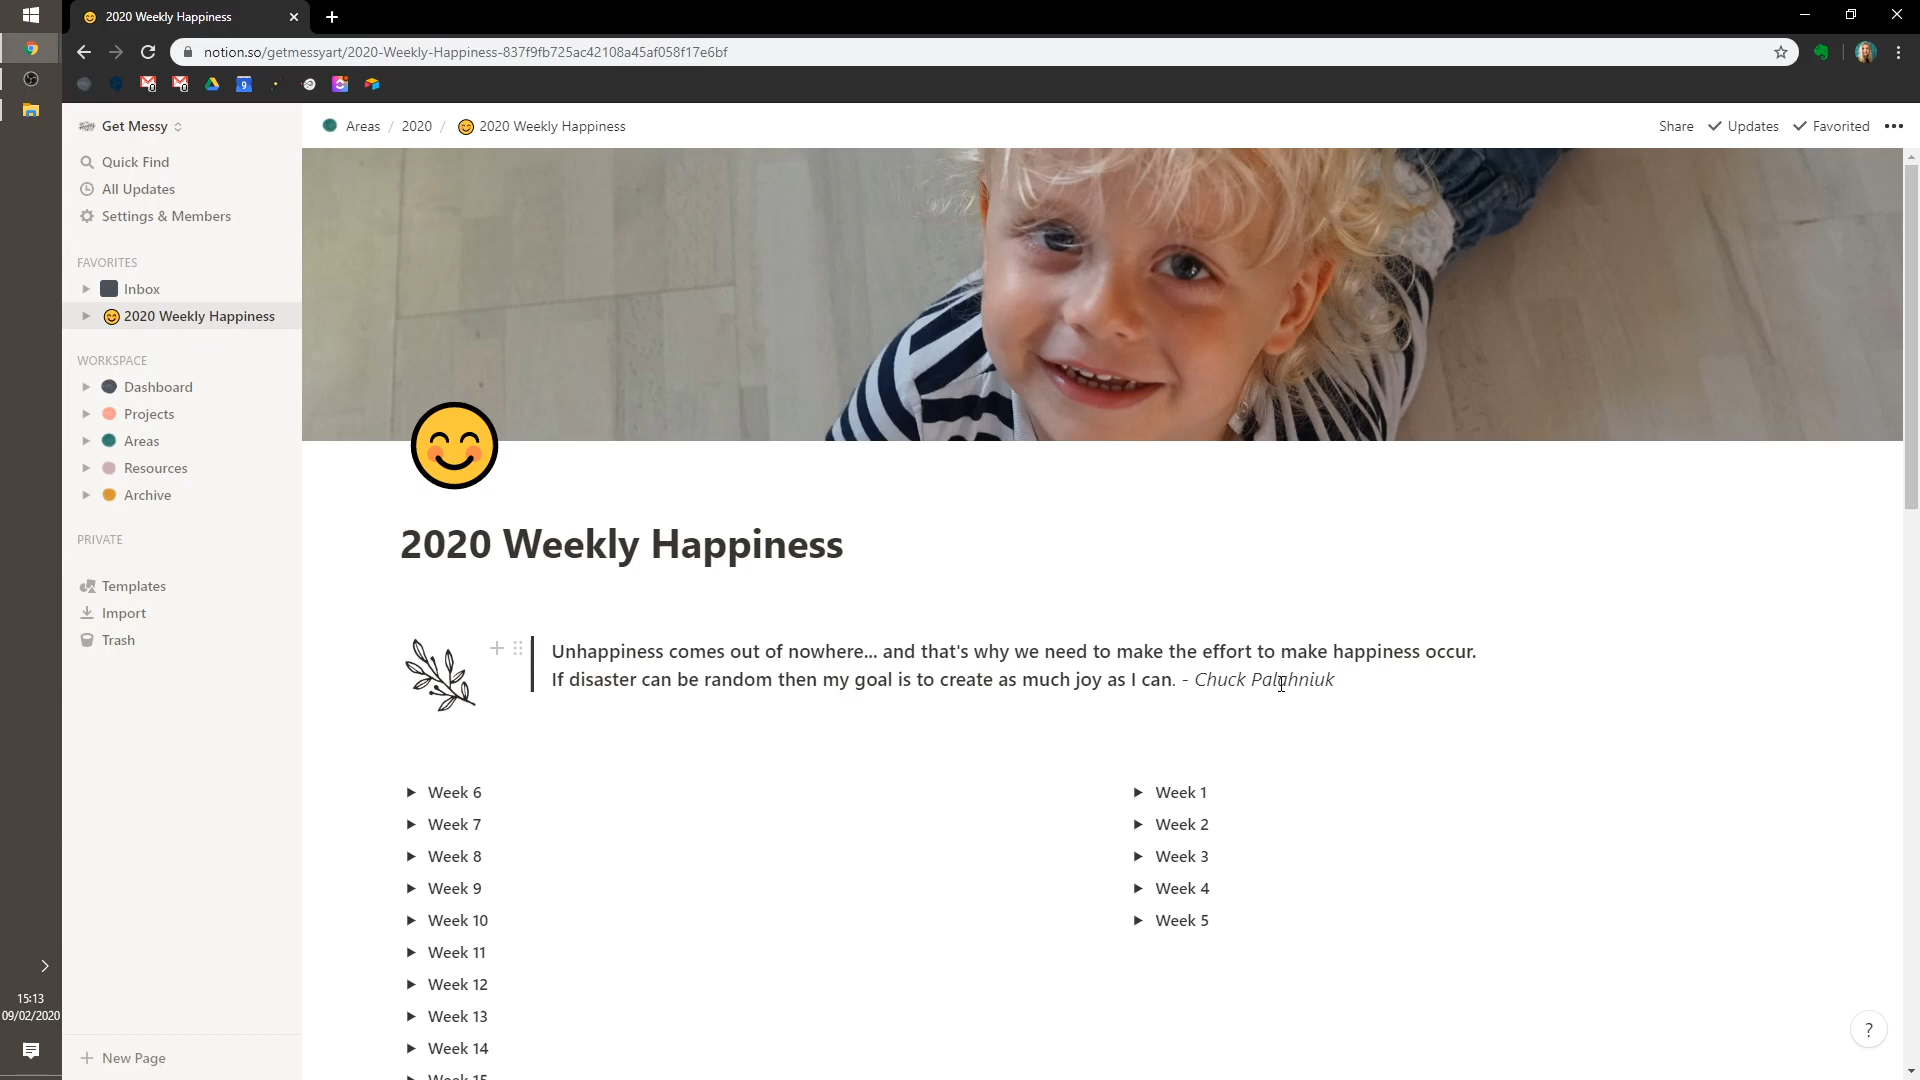 2020 Weekly Happiness
notion.so/getmessyart/2020-Weekly-Happiness-837f9fb725ac42108a45af058f17e6bf
Get Messy
Areas / 2020 / 2020 Weekly Happiness
Share Updates Favorited
Quick Find
All Updates
Settings & Members
FAVORITES
Inbox
2020 Weekly Happiness
WORKSPACE
Dashboard
Projects
Areas
Resources
Archive
PRIVATE
Templates
Import
Trash
New Page
2020 Weekly Happiness
Unhappiness comes out of nowhere... and that's why we need to make the effort to make happiness occur.
If disaster can be random then my goal is to create as much joy as I can. - Chuck Palahniuk
Week 6
Week 7
Week 8
Week 9
Week 10
Week 11
Week 12
Week 13
Week 14
Week 15
Week 1
Week 2
Week 3
Week 4
Week 5
?
15:13
09/02/2020